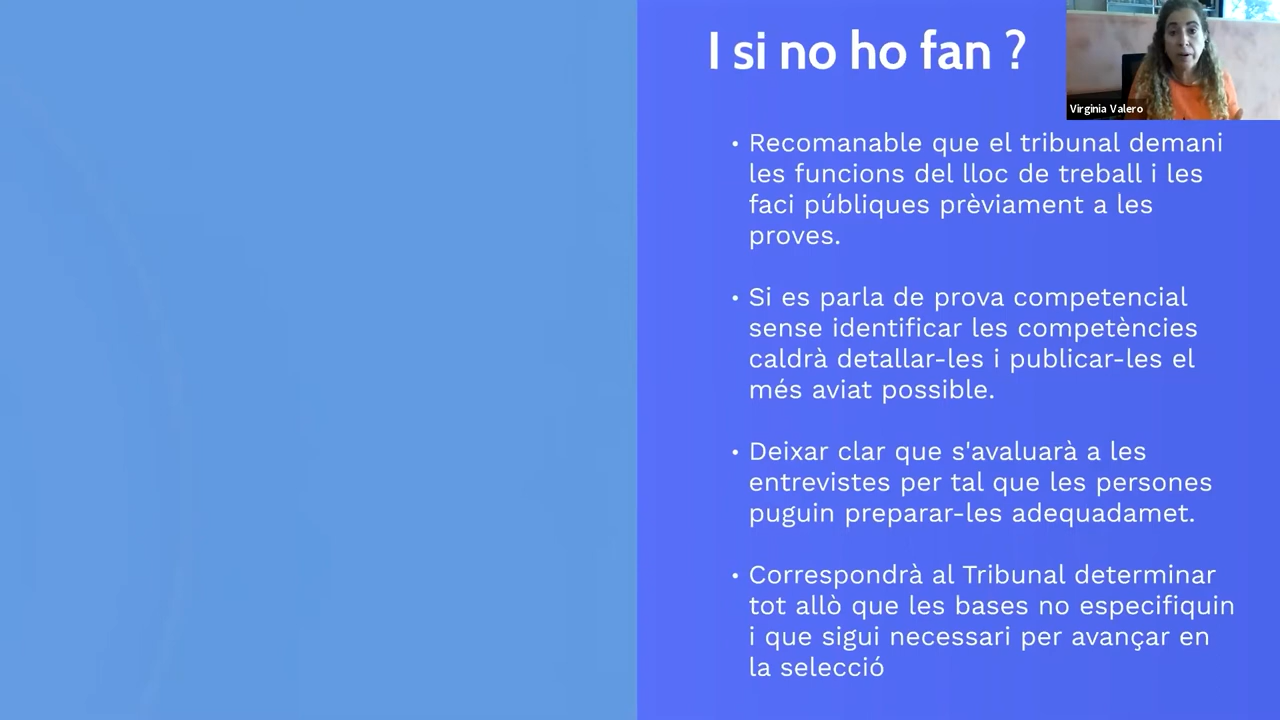 I si no ho fan ?
Virginia Valero
• Recomanable que el tribunal demani
les funcions del lloc de treball i les
faci públiques prèviament a les
proves.
• Si es parla de prova competencial
sense identificar les competències
caldrà detallar-les i publicar-les el
més aviat possible.
• Deixar clar que s'avaluarà a les
entrevistes per tal que les persones
puguin preparar-les adequadamet.
• Correspondrà al Tribunal determinar
tot allò que les bases no especifiquin
i que sigui necessari per avançar en
la selecció